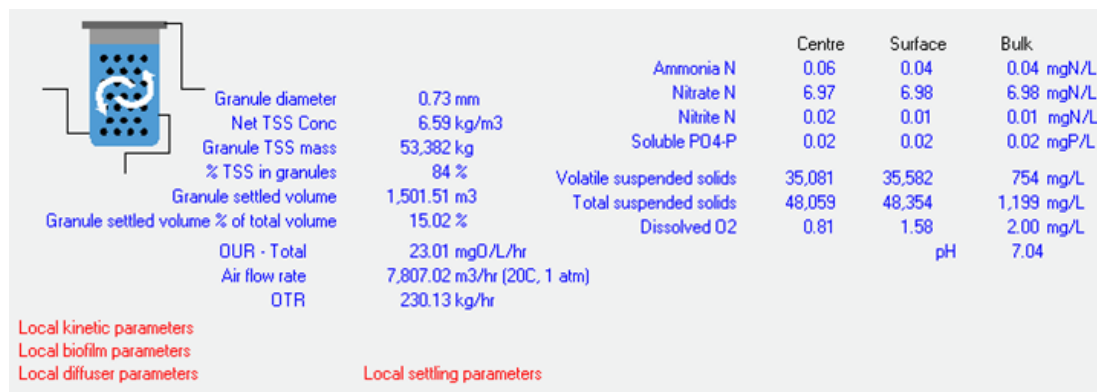 Centre Surface Bulk
Ammonia N 0.06 0.04 0.04 mgN/L
Granule diameter 0.73 mm Nitrate N 6.97 6.98 6.98 mgN/L
Net TSS Conc 6.59 kg/m3 Nitrite N 0.02 0.01 0.01 mgN/L
Granule TSS mass 53,382 kg Soluble PO4-P 0.02 0.02 0.02 mgP/L
% TSS in granules 84 % Volatile suspended solids 35,081 35,582 754 mg/L
Granule settled volume 1,501.51 m3 Total suspended solids 48,059 48,354 1,199 mg/L
Granule settled volume % of total volume 15.02 % Dissolved O2 0.81 1.58 2.00 mg/L
OUR - Total 23.01 mgO/L/hr pH 7.04
Air flow rate 7,807.02 m3/hr (20C, 1 atm)
OTR 230.13 kg/hr
Local kinetic parameters
Local biofilm parameters
Local diffuser parameters Local settling parameters